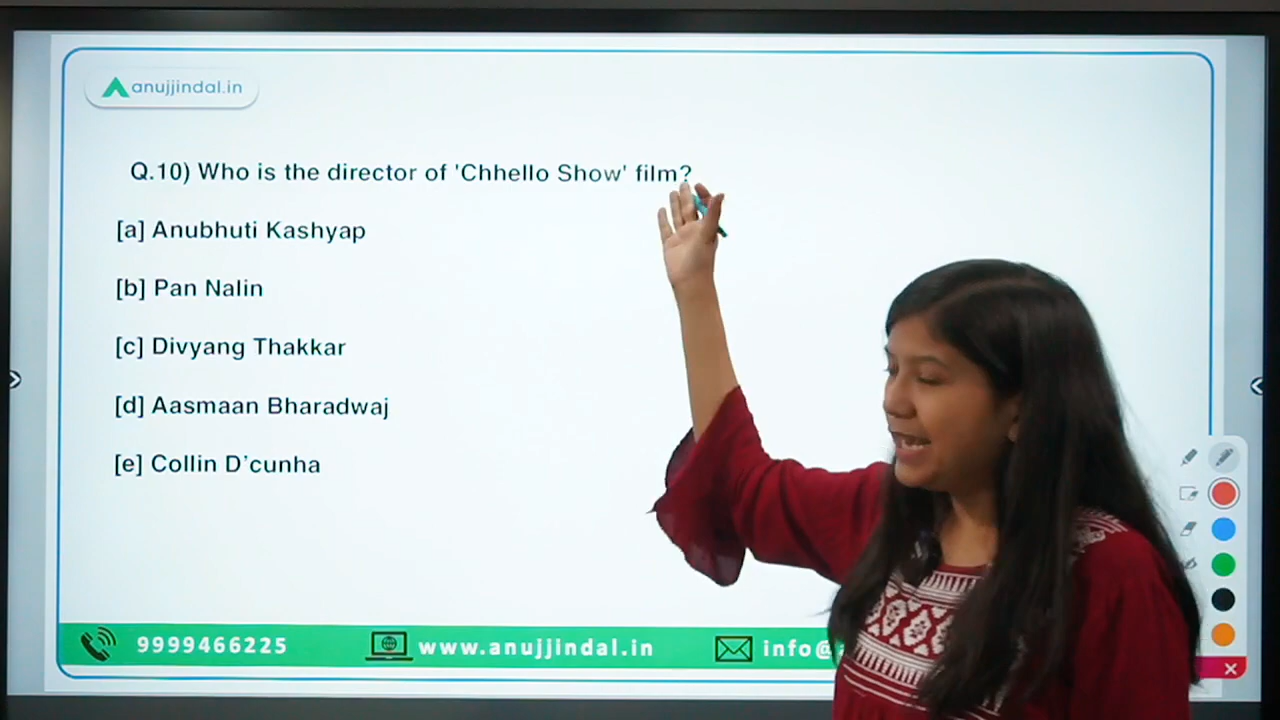 anujjindal.in
Q.10) Who is the director of 'Chhello Show' film?
[a] Anubhuti Kashyap
[b] Pan Nalin
[c] Divyang Thakkar
[d] Aasmaan Bharadwaj
[e] Collin D'cunha
9999466225 www.anujjindal.in info@